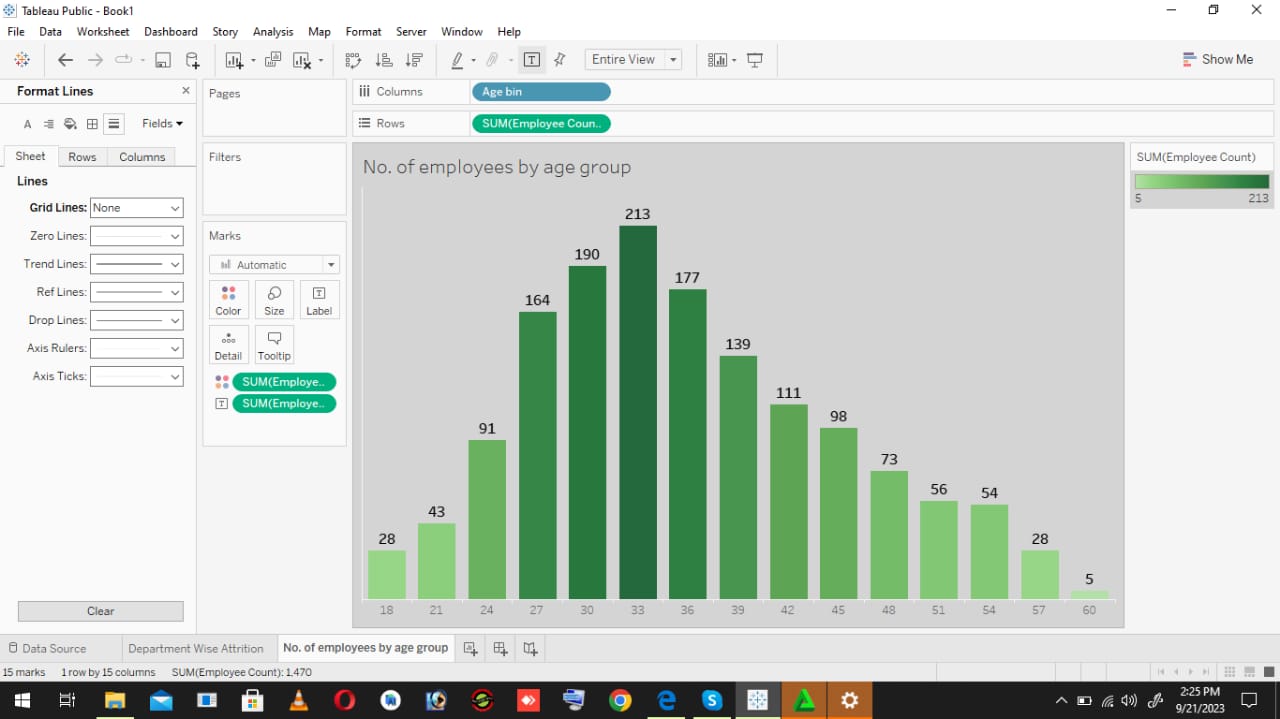 Tableau Public - Book1
File Data Worksheet Dashboard Story Analysis Map Format Server Window Help
Entire View
Show Me
Format Lines
Fields
Sheet Rows Columns
Lines
Grid Lines: None
Zero Lines:
Trend Lines:
Ref Lines:
Drop Lines:
Axis Rulers:
Axis Ticks:
Clear
Pages
Filters
Marks
Automatic
Color Size Label
Detail Tooltip
SUM(Employe..
SUM(Employe..
Columns Age bin
Rows SUM(Employee Coun..
No. of employees by age group
28 43 91 164 190 213 177 139 111 98 73 56 54 28 5
18 21 24 27 30 33 36 39 42 45 48 51 54 57 60
SUM(Employee Count)
5 213
Data Source Department Wise Attrition No. of employees by age group
15 marks 1 row by 15 columns SUM(Employee Count): 1,470
2:25 PM
9/21/2023